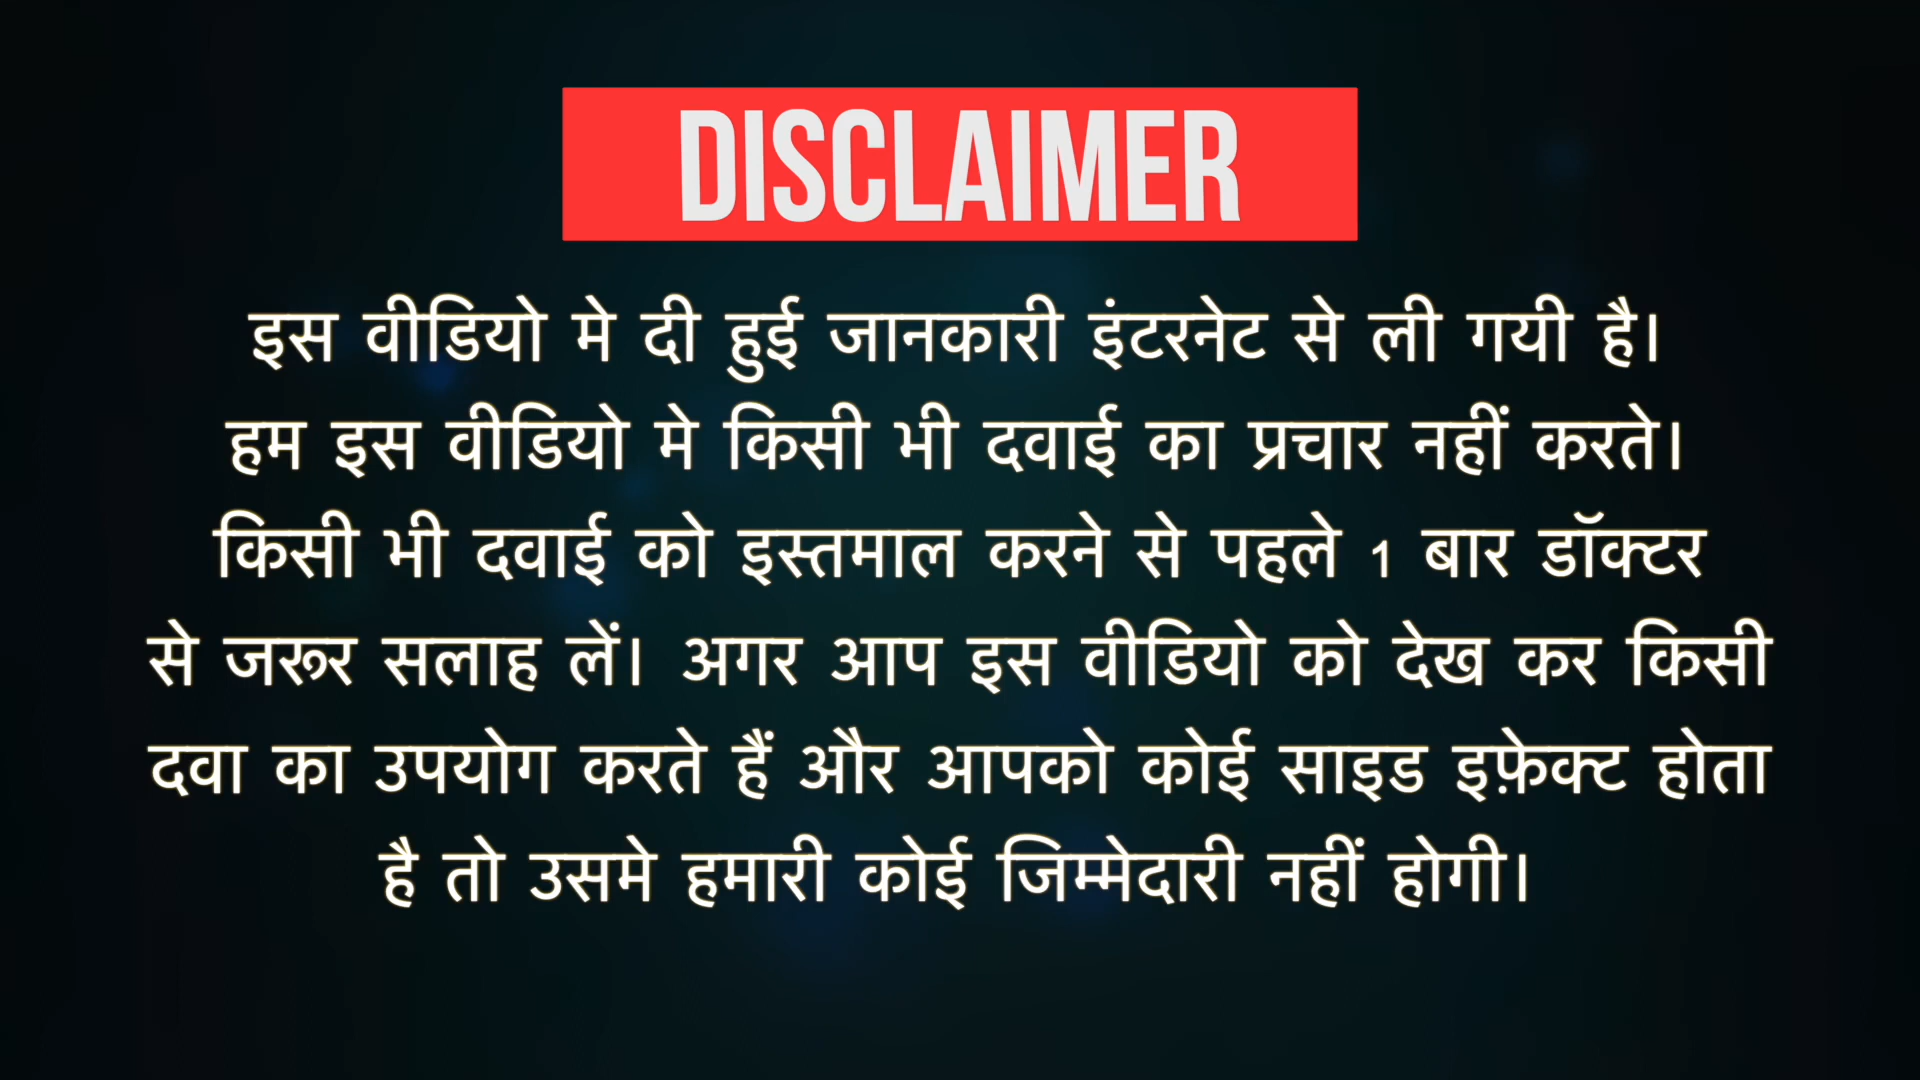 DISCLAIMER
इस वीडियो मे दी हुई जानकारी इंटरनेट से ली गयी है।
हम इस वीडियो मे किसी भी दवाई का प्रचार नहीं करते।
किसी भी दवाई को इस्तमाल करने से पहले 1 बार डॉक्टर
से जरूर सलाह लें। अगर आप इस वीडियो को देख कर किसी
दवा का उपयोग करते हैं और आपको कोई साइड इफ़ेक्ट होता
है तो उसमे हमारी कोई जिम्मेदारी नहीं होगी।